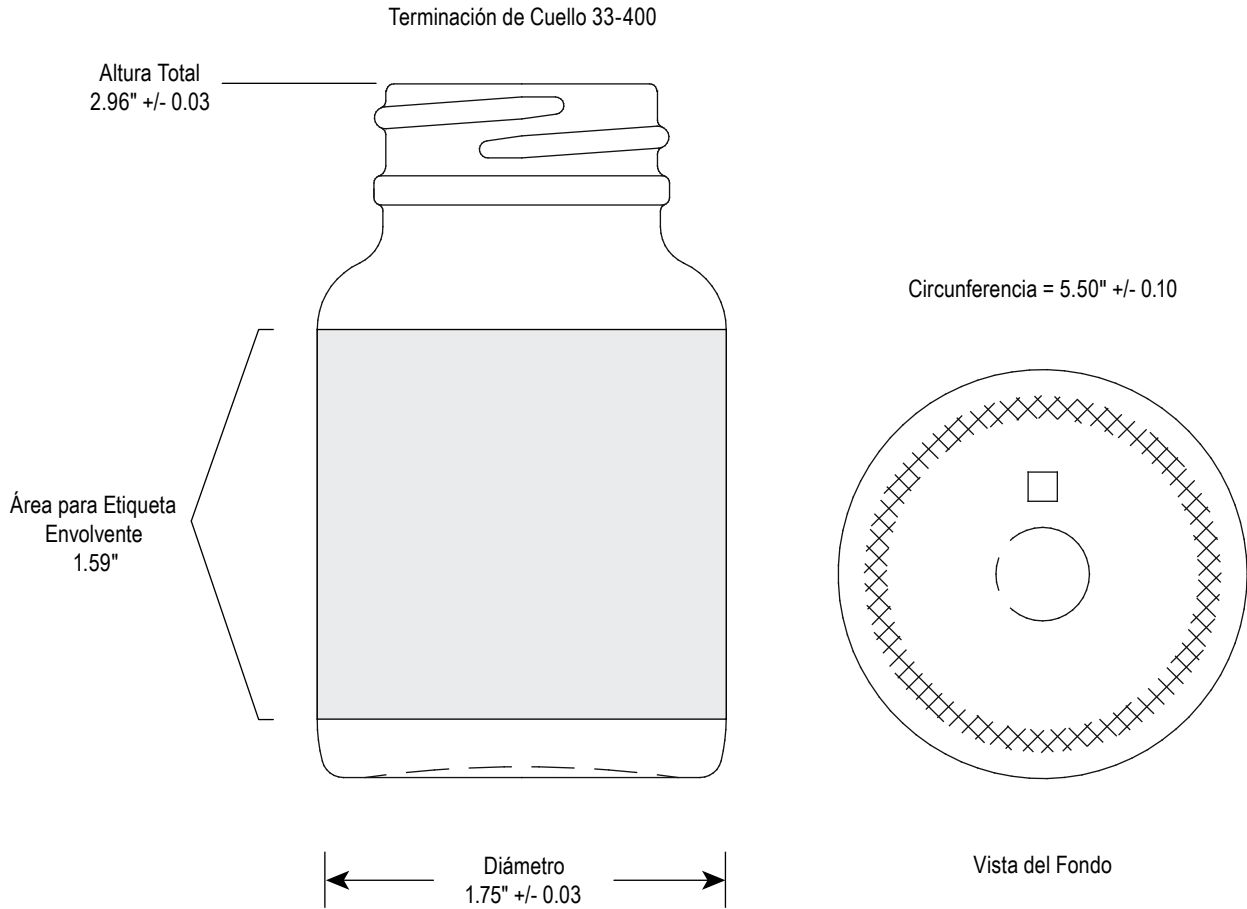 Terminación de Cuello 33-400
Altura Total
2.96" +/- 0.03
Circunferencia = 5.50" +/- 0.10
Área para Etiqueta
Envolvente
1.59"
Diámetro
1.75" +/- 0.03
Vista del Fondo